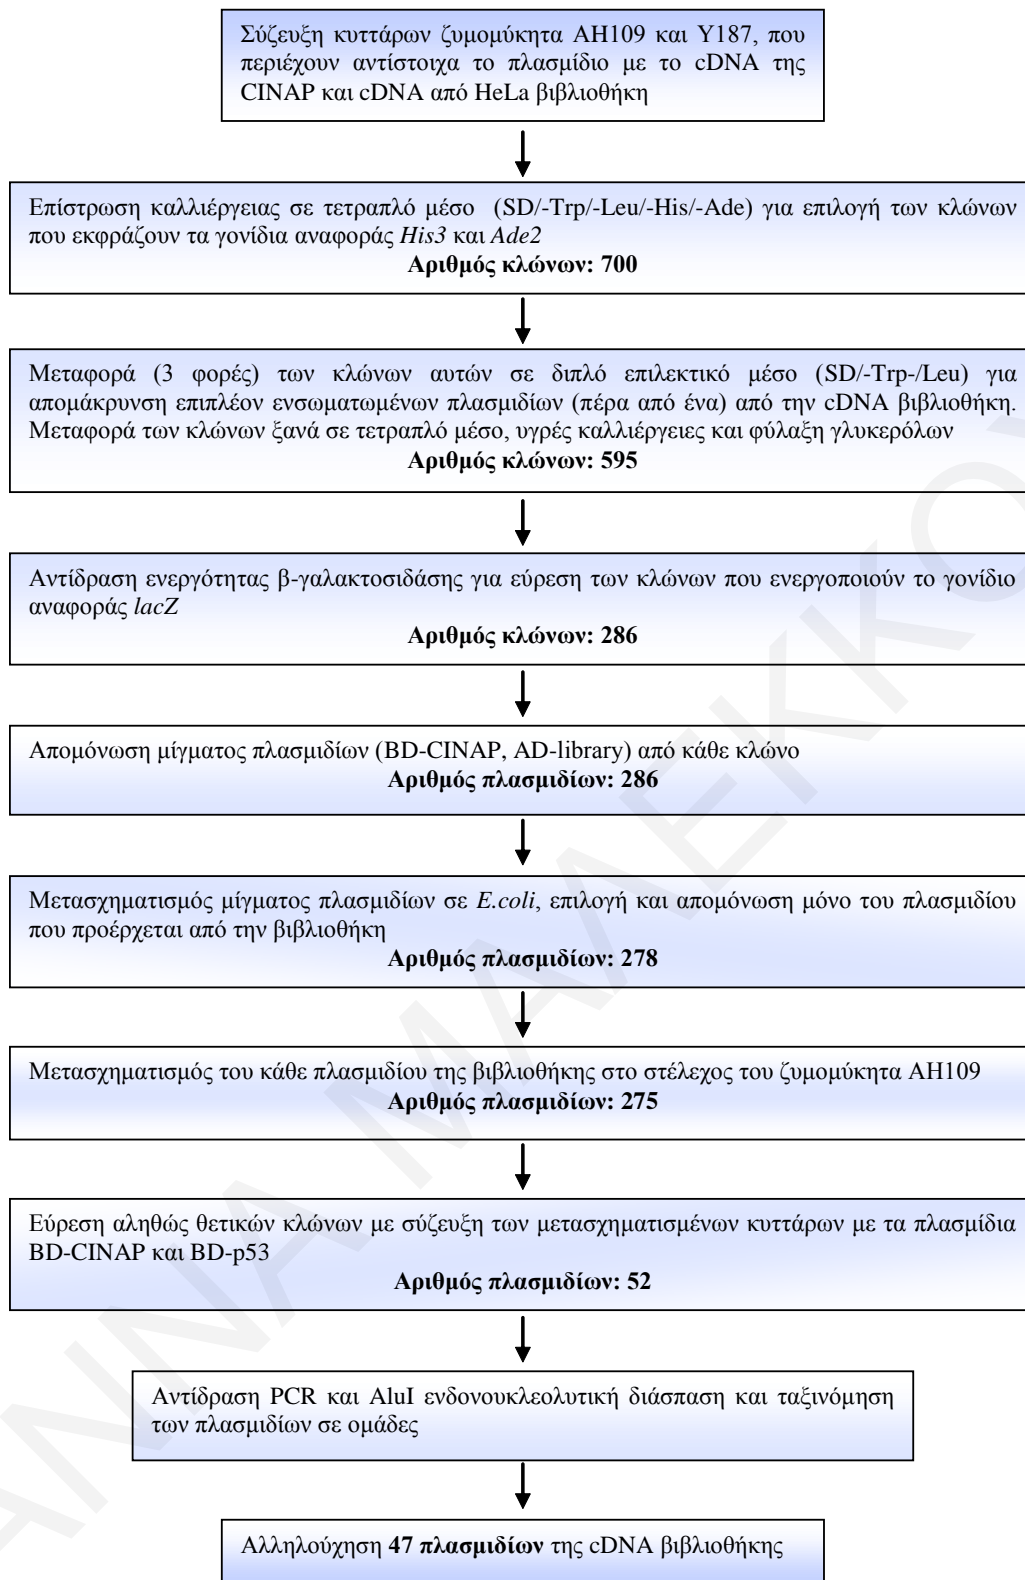 Σύζευξη κυττάρων ζυμομύκητα AH109 και Y187, που
περιέχουν αντίστοιχα το πλασμίδιο με το cDNA της
CINAP και cDNA από HeLa βιβλιοθήκη
Επίστρωση καλλιέργειας σε τετραπλό μέσο (SD/-Trp/-Leu/-His/-Ade) για επιλογή των κλώνων
που εκφράζουν τα γονίδια αναφοράς His3 και Ade2
Αριθμός κλώνων: 700
Μεταφορά (3 φορές) των κλώνων αυτών σε διπλό επιλεκτικό μέσο (SD/-Trp-/Leu) για
απομάκρυνση επιπλέον ενσωματωμένων πλασμιδίων (πέρα από ένα) από την cDNA βιβλιοθήκη.
Μεταφορά των κλώνων ξανά σε τετραπλό μέσο, υγρές καλλιέργειες και φύλαξη γλυκερόλων
Αριθμός κλώνων: 595
Αντίδραση ενεργότητας β-γαλακτοσιδάσης για εύρεση των κλώνων που ενεργοποιούν το γονίδιο
αναφοράς lacZ
Αριθμός κλώνων: 286
Απομόνωση μίγματος πλασμιδίων (BD-CINAP, AD-library) από κάθε κλώνο
Αριθμός πλασμιδίων: 286
Μετασχηματισμός μίγματος πλασμιδίων σε E.coli, επιλογή και απομόνωση μόνο του πλασμιδίου
που προέρχεται από την βιβλιοθήκη
Αριθμός πλασμιδίων: 278
Μετασχηματισμός του κάθε πλασμιδίου της βιβλιοθήκης στο στέλεχος του ζυμομύκητα AH109
Αριθμός πλασμιδίων: 275
Εύρεση αληθώς θετικών κλώνων με σύζευξη των μετασχηματισμένων κυττάρων με τα πλασμίδια
BD-CINAP και BD-p53
Αριθμός πλασμιδίων: 52
Αντίδραση PCR και AluI ενδονουκλεολυτική διάσπαση και ταξινόμηση
των πλασμιδίων σε ομάδες
Αλληλούχηση 47 πλασμιδίων της cDNA βιβλιοθήκης